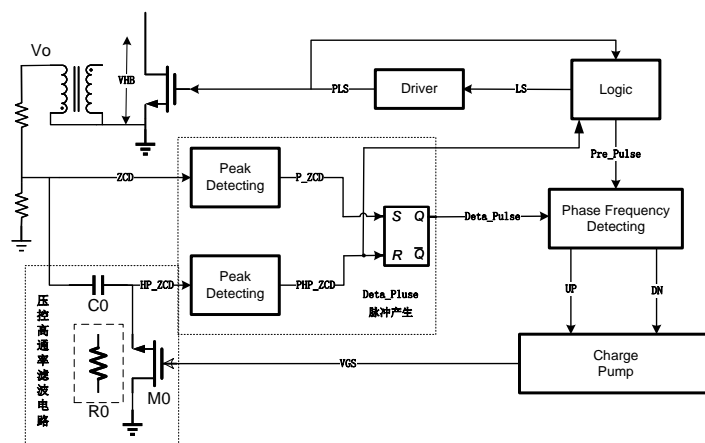 Vo
VHB
PLS
Driver
LS
Logic
Pre_Pulse
ZCD
Peak
Detecting
P_ZCD
S
Q
R
Q̅
Deta_Pulse
Phase Frequency
Detecting
HP_ZCD
Peak
Detecting
PHP_ZCD
Deta_Pluse
脉冲产生
UP
DN
C0
压控高通率滤波电路
R0
M0
VGS
Charge
Pump